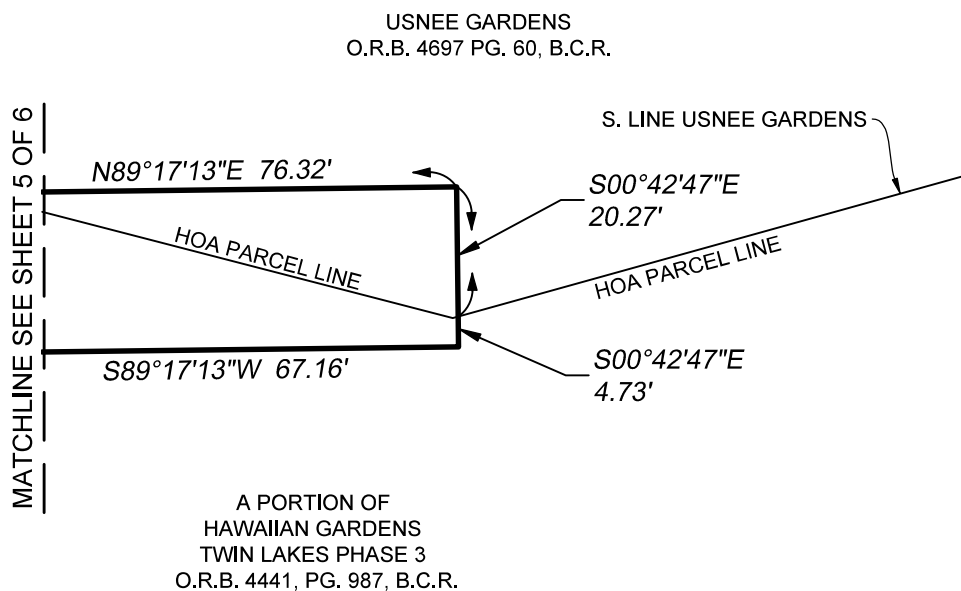 USNEE GARDENS
O.R.B. 4697 PG. 60, B.C.R.
MATCHLINE SEE SHEET 5 OF 6
S. LINE USNEE GARDENS
N89°17'13"E 76.32'
S00°42'47"E
20.27'
HOA PARCEL LINE
HOA PARCEL LINE
S89°17'13"W 67.16'
S00°42'47"E
4.73'
A PORTION OF
HAWAIIAN GARDENS
TWIN LAKES PHASE 3
O.R.B. 4441, PG. 987, B.C.R.